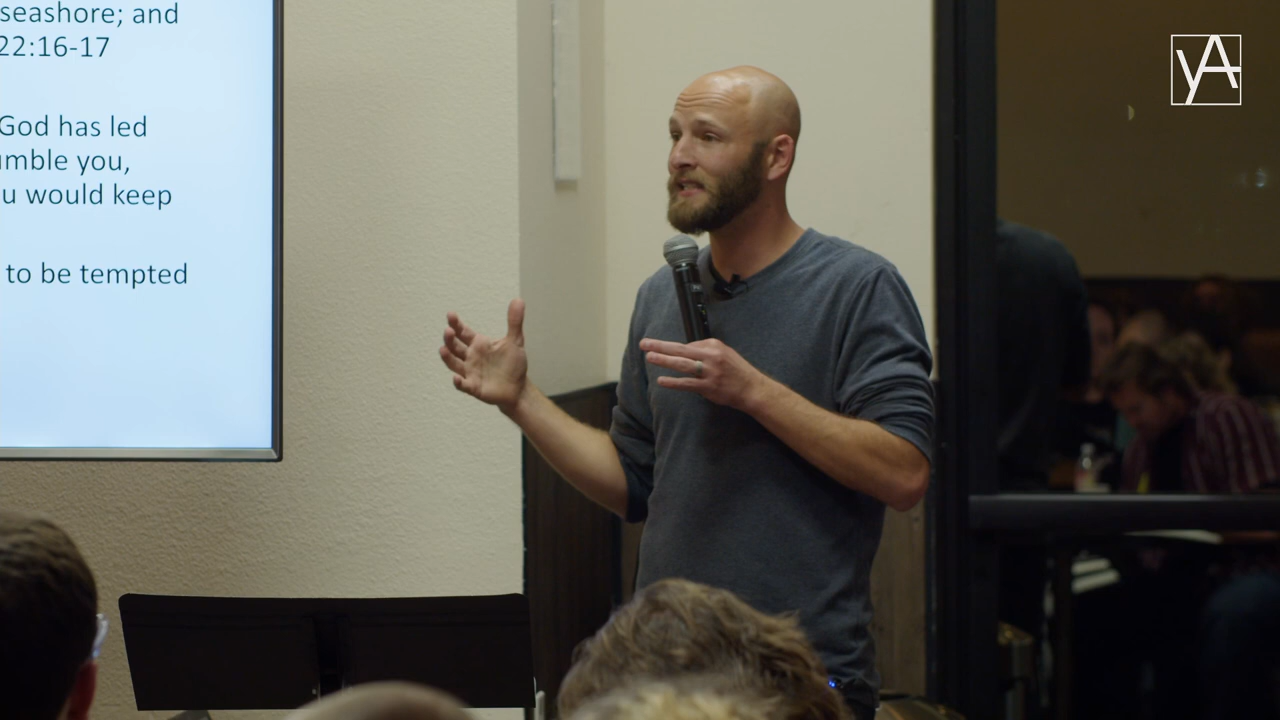 seashore; and
22:16-17
God has led
umble you,
u would keep
to be tempted
yA